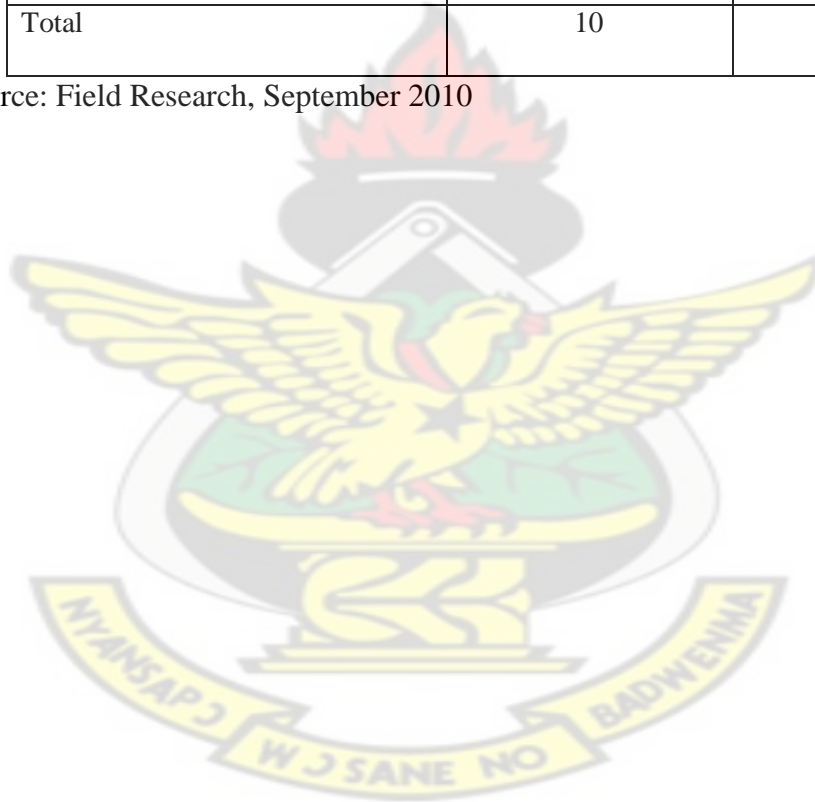 Total 10
rce: Field Research, September 2010
NYANSAPƆ W Ɔ SANE NO BADWENMA